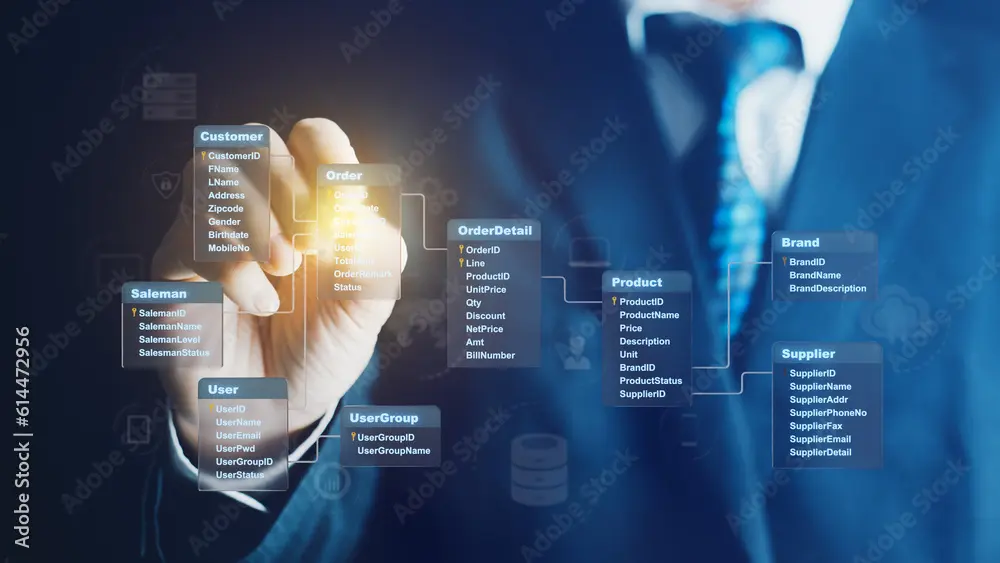 Customer
CustomerID
FName
LName
Address
Zipcode
Gender
Birthdate
MobileNo
Order
OrderRemark
Status
OrderDetail
OrderID
Line
ProductID
UnitPrice
Qty
Discount
NetPrice
Amt
BillNumber
Saleman
SalemanID
SalemanName
SalemanLevel
SalesmanStatus
User
UserID
UserName
UserEmail
UserPwd
UserGroupID
UserStatus
UserGroup
UserGroupID
UserGroupName
Product
ProductID
ProductName
Price
Description
Unit
BrandID
ProductStatus
SupplierID
Brand
BrandID
BrandName
BrandDescription
Supplier
SupplierID
SupplierName
SupplierAddr
SupplierPhoneNo
SupplierFax
SupplierEmail
SupplierDetail
Adobe Stock | #614472956